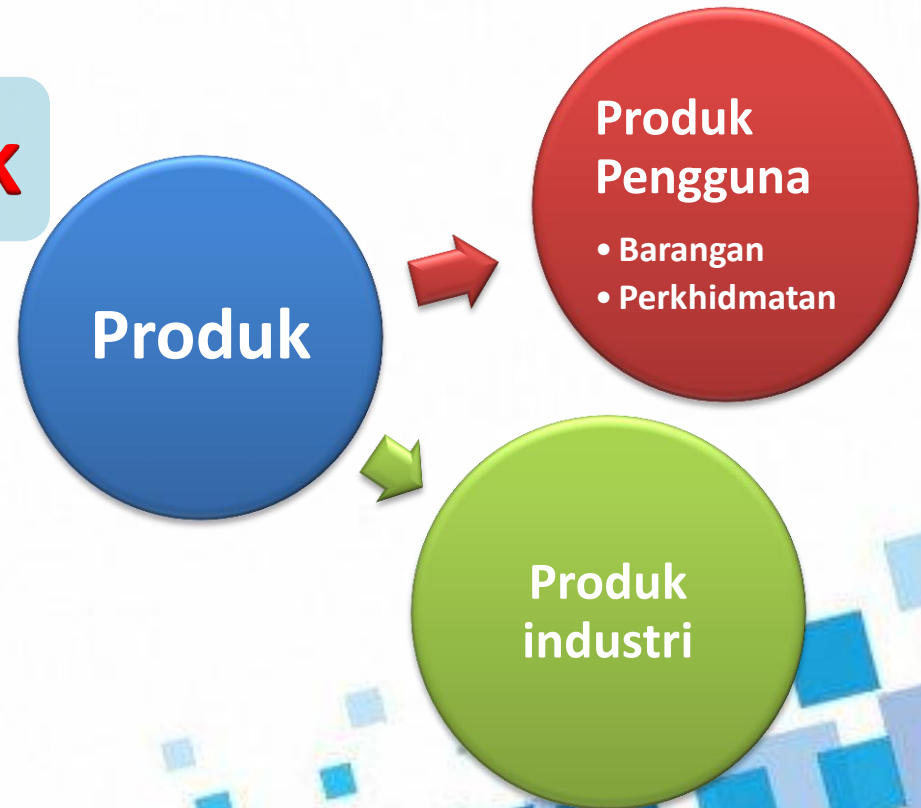 Produk
Produk
Pengguna
• Barangan
• Perkhidmatan
Produk
industri